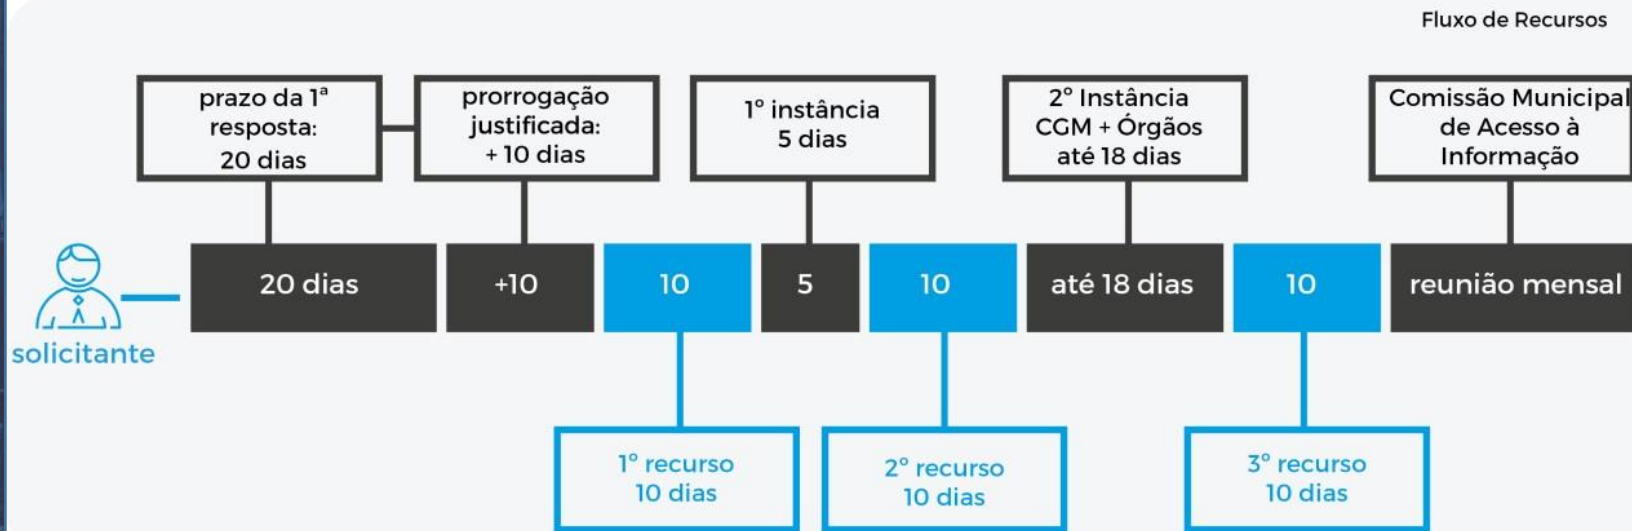 Fluxo de Recursos
prazo da 1ª
resposta:
20 dias
prorrogação
justificada:
+ 10 dias
1º instância
5 dias
2º Instância
CGM + Órgãos
até 18 dias
Comissão Municipal
de Acesso à
Informação
solicitante
20 dias
+10
10
5
10
até 18 dias
10
reunião mensal
1º recurso
10 dias
2º recurso
10 dias
3º recurso
10 dias